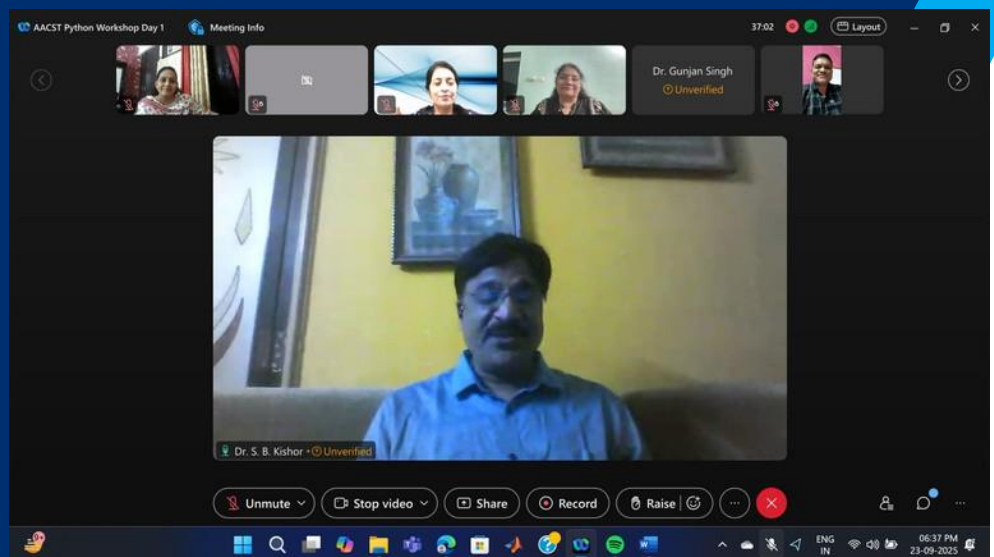 AACST Python Workshop Day 1
Meeting Info
37:02
Layout
Dr. Gunjan Singh
Unverified
Dr. S. B. Kishor • Unverified
Unmute
Stop video
Share
Record
Raise
ENG
IN
06:37 PM
23-09-2025